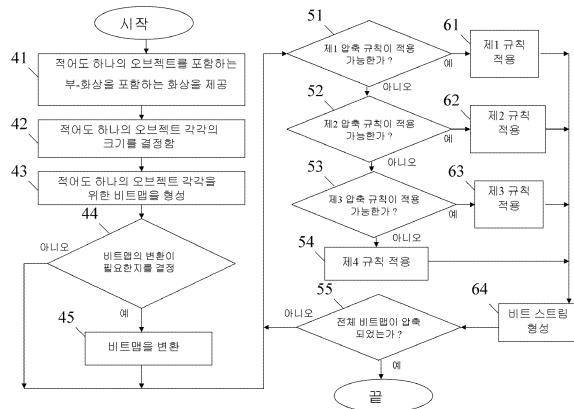 시작
41
적어도 하나의 오브젝트를 포함하는
부-화상을 포함하는 화상을 제공
42
적어도 하나의 오브젝트 각각의
크기를 결정함
43
적어도 하나의 오브젝트 각각을
위한 비트맵을 형성
44
아니오
비트맵의 변환이
필요한지를 결정
예
45
비트맵을 변환
51
제1 압축 규칙이 적용
가능한가 ?
예
61
제1 규칙
적용
아니오
52
제2 압축 규칙이 적용
가능한가 ?
예
62
제2 규칙
적용
아니오
53
제3 압축 규칙이 적용
가능한가 ?
예
63
제3 규칙
적용
아니오
54
제4 규칙 적용
55
아니오
전체 비트맵이 압축
되었는가 ?
64
비트 스트림
형성
예
끝